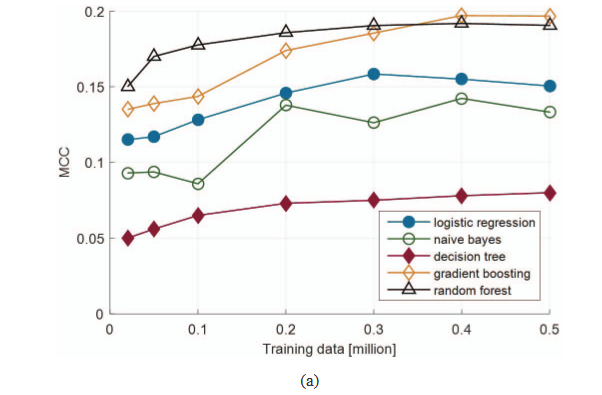 0.2
0.15
0.1
0.05
0
MCC
0 0.1 0.2 0.3 0.4 0.5
Training data [million]
logistic regression
naive bayes
decision tree
gradient boosting
random forest
(a)